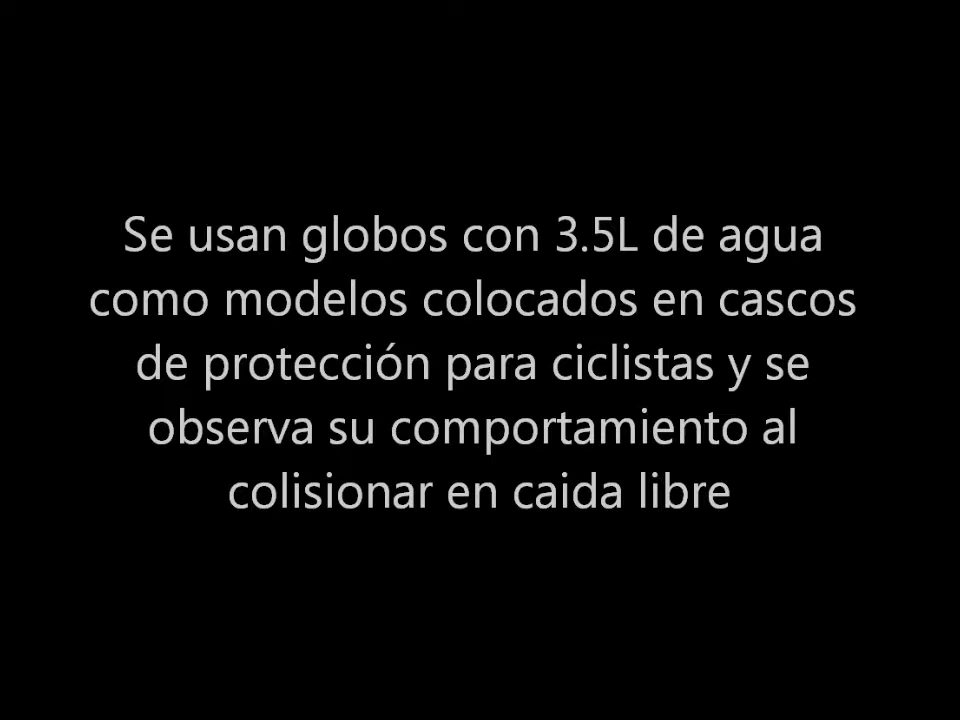 Se usan globos con 3.5L de agua
como modelos colocados en cascos
de protección para ciclistas y se
observa su comportamiento al
colisionar en caida libre